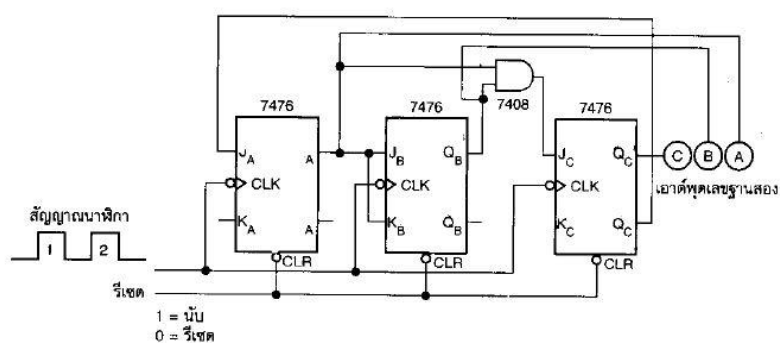 7408
7476
7476
7476
J_A A
CLK
K_A A
CLR
J_B Q_B
CLK
K_B Q_B
CLR
J_C Q_C
CLK
K_C Q_C
CLR
C B A
เอาต์พุตเลขฐานสอง
สัญญาณนาฬิกา
1 2
รีเซต
1 = นับ
0 = รีเซต